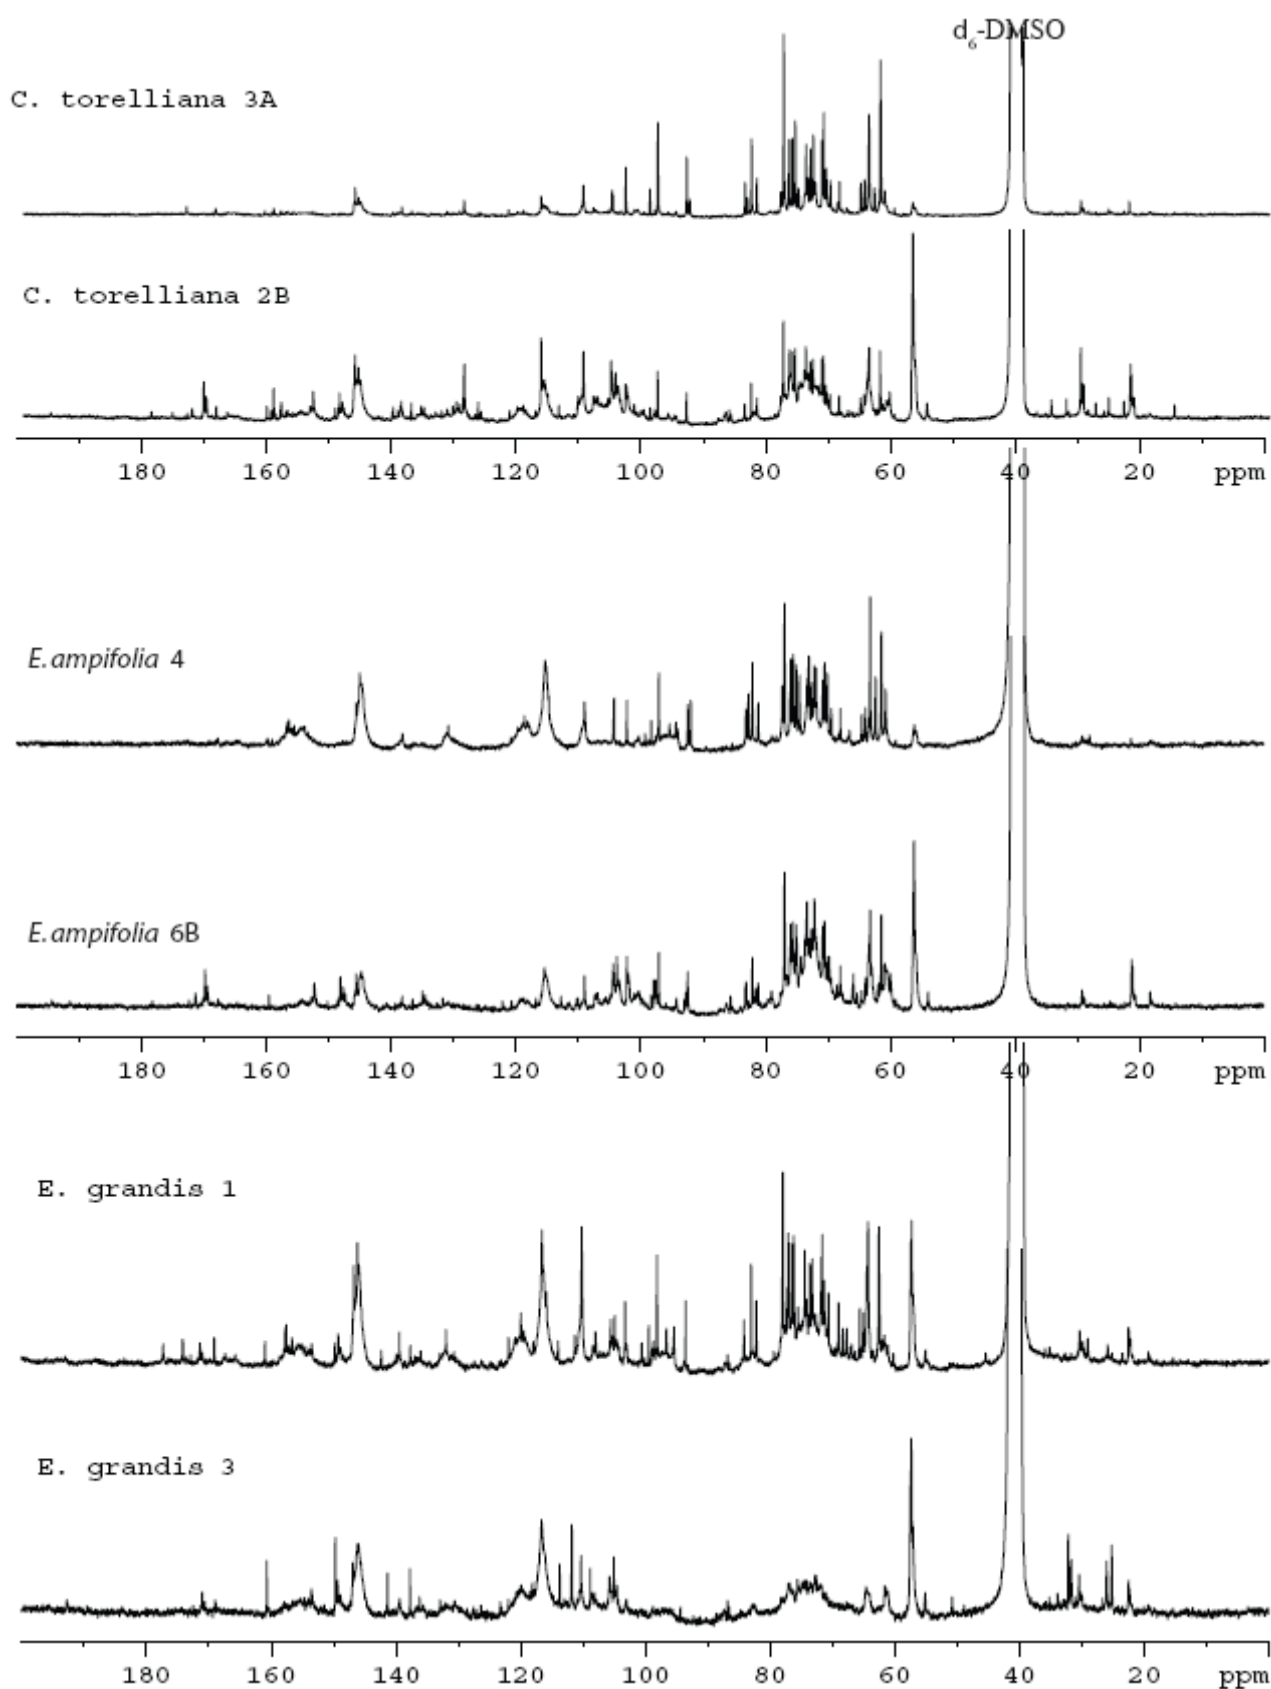 d6-DMSO
C. torelliana 3A
C. torelliana 2B
180 160 140 120 100 80 60 40 20 ppm
E. ampifolia 4
E. ampifolia 6B
180 160 140 120 100 80 60 40 20 ppm
E. grandis 1
E. grandis 3
180 160 140 120 100 80 60 40 20 ppm